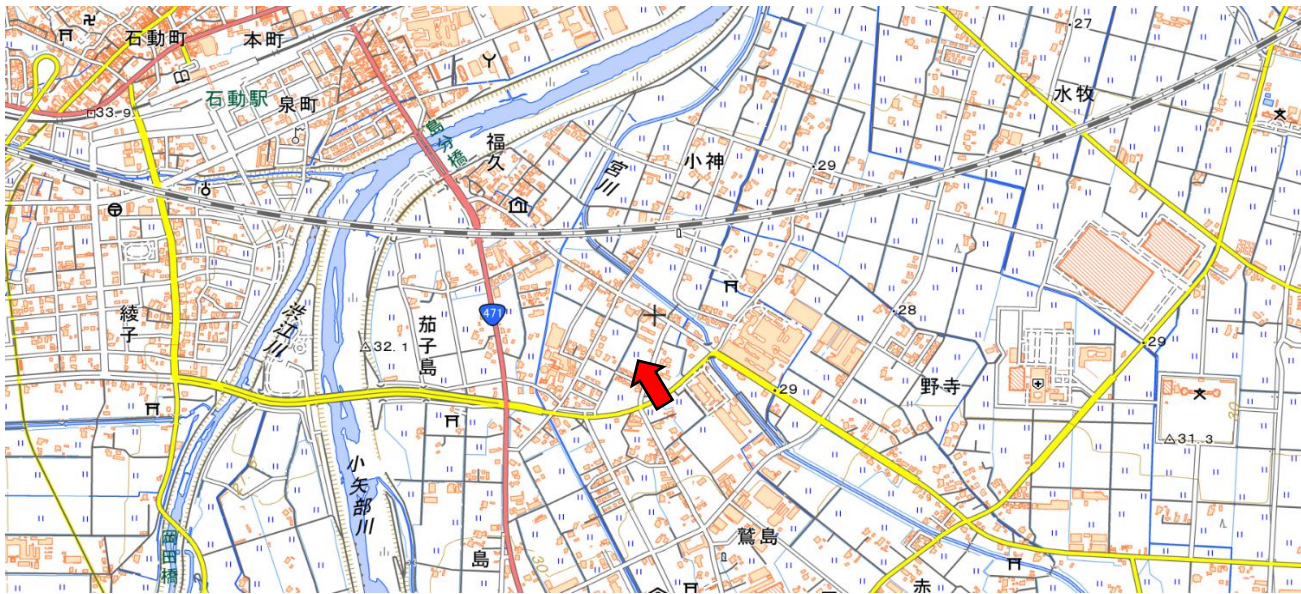 石動町
本町
27
水牧
石動駅
泉町
33.9
島分橋
福久
宮川
小神
29
綾子
渋江川
32.1
茄子島
471
28
29
29
野寺
31.3
小矢部川
岡田橋
島
30
鷲島
赤